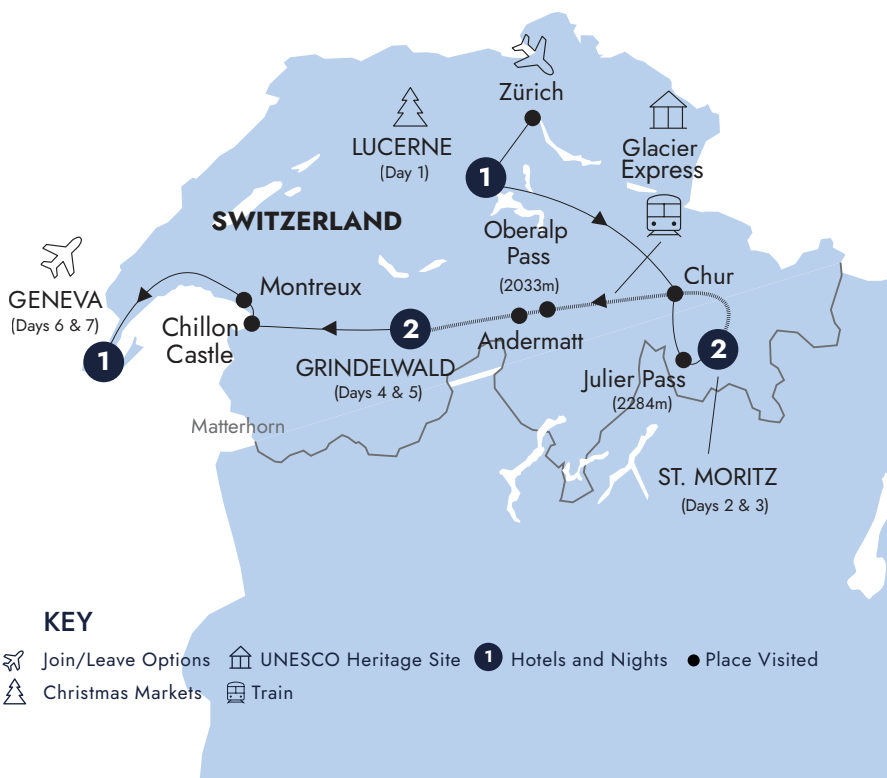 Zürich
LUCERNE
(Day 1)
1
Glacier
Express
SWITZERLAND
Oberalp
Pass
(2033m)
Chur
GENEVA
(Days 6 & 7)
1
Montreux
Chillon
Castle
2
GRINDELWALD
(Days 4 & 5)
Andermatt
2
Julier Pass
(2284m)
Matterhorn
ST. MORITZ
(Days 2 & 3)
KEY
Join/Leave Options
UNESCO Heritage Site
1
Hotels and Nights
Place Visited
Christmas Markets
Train